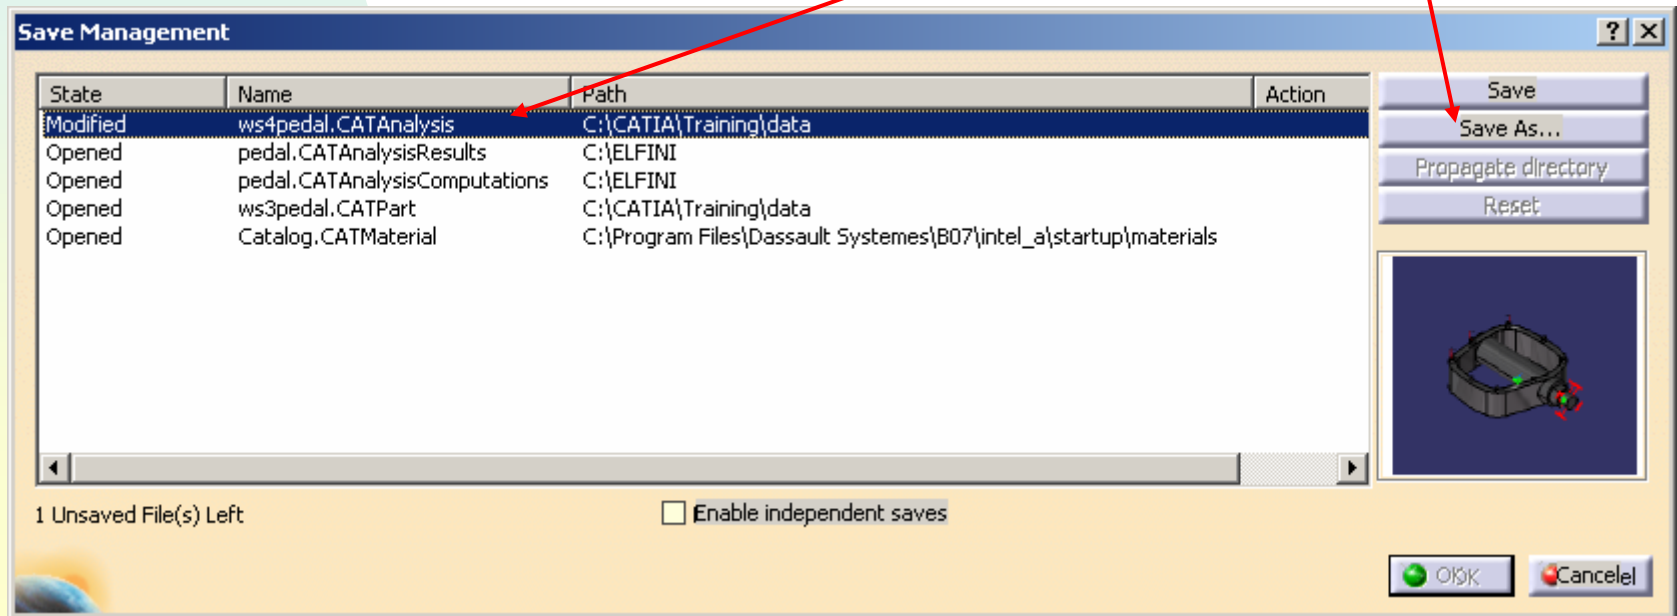 Save Management
State Name Path Action
Modified ws4pedal.CATAnalysis C:\CATIA\Training\data
Opened pedal.CATAnalysisResults C:\ELFINI
Opened pedal.CATAnalysisComputations C:\ELFINI
Opened ws3pedal.CATPart C:\CATIA\Training\data
Opened Catalog.CATMaterial C:\Program Files\Dassault Systemes\B07\intel_a\startup\materials
Save
Save As...
Propagate directory
Reset
1 Unsaved File(s) Left
Enable independent saves
Cancelel